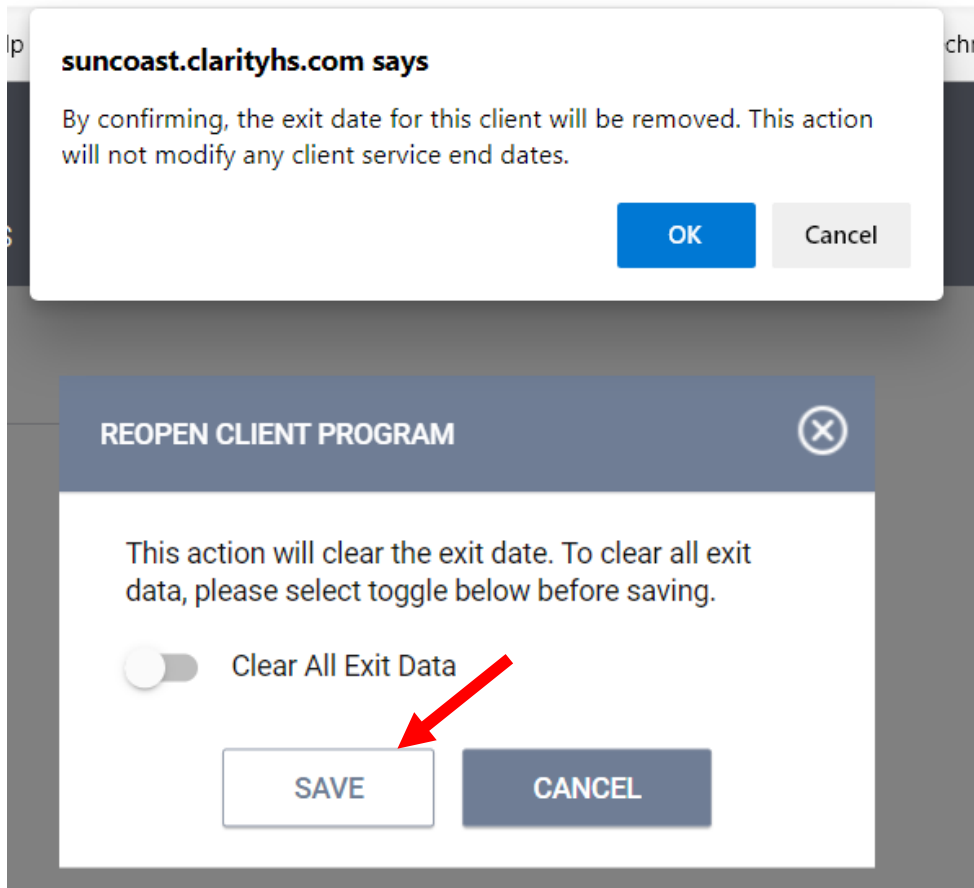 suncoast.clarityhs.com says
By confirming, the exit date for this client will be removed. This action
will not modify any client service end dates.
OK Cancel
REOPEN CLIENT PROGRAM
This action will clear the exit date. To clear all exit
data, please select toggle below before saving.
Clear All Exit Data
SAVE CANCEL